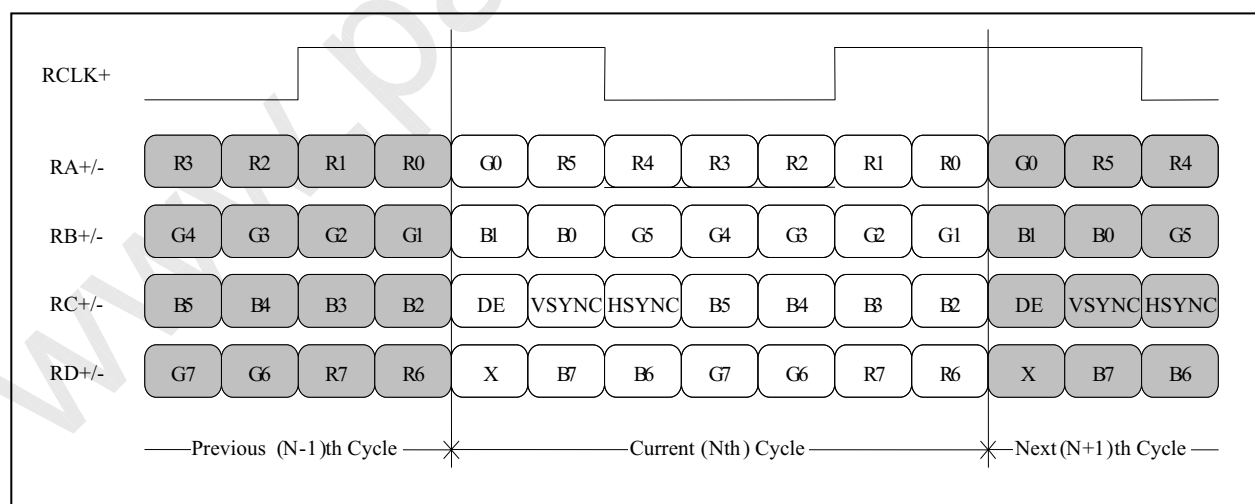 www.pa
RCLK+
RA+/- R3 R2 R1 R0 G0 R5 R4 R3 R2 R1 R0 G0 R5 R4
RB+/- G4 G3 G2 G1 B1 B0 G5 G4 G3 G2 G1 B1 B0 G5
RC+/- B5 B4 B3 B2 DE VSYNC HSYNC B5 B4 B3 B2 DE VSYNC HSYNC
RD+/- G7 G6 R7 R6 X B7 B6 G7 G6 R7 R6 X B7 B6
Previous (N-1)th Cycle Current (Nth) Cycle Next (N+1)th Cycle